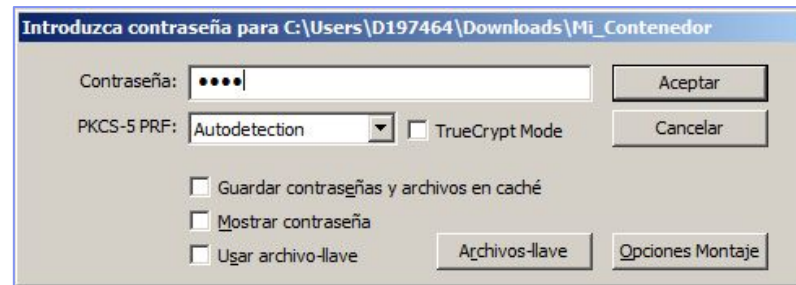 Introduzca contraseña para C:\Users\D197464\Downloads\Mi_Contenedor
Contraseña: ●●●● Aceptar
PKCS-5 PRF: Autodetection TrueCrypt Mode Cancelar
Guardar contraseñas y archivos en caché
Mostrar contraseña
Usar archivo-llave Archivos-llave Opciones Montaje